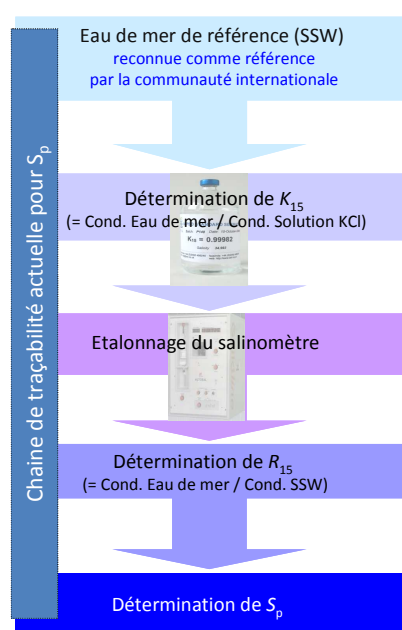 Chaine de traçabilité actuelle pour Sp
Eau de mer de référence (SSW)
reconnue comme référence
par la communauté internationale
Détermination de K15
(= Cond. Eau de mer / Cond. Solution KCl)
K15 = 0.99982
Etalonnage du salinomètre
Détermination de R15
(= Cond. Eau de mer / Cond. SSW)
Détermination de Sp